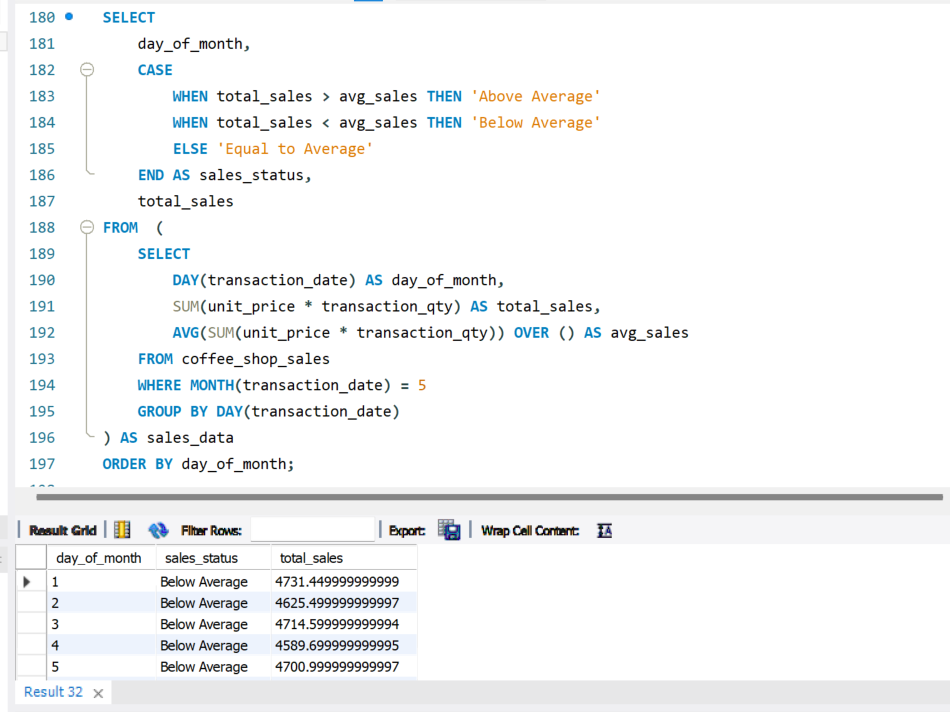 180 SELECT
181 day_of_month,
182 CASE
183 WHEN total_sales > avg_sales THEN 'Above Average'
184 WHEN total_sales < avg_sales THEN 'Below Average'
185 ELSE 'Equal to Average'
186 END AS sales_status,
187 total_sales
188 FROM (
189 SELECT
190 DAY(transaction_date) AS day_of_month,
191 SUM(unit_price * transaction_qty) AS total_sales,
192 AVG(SUM(unit_price * transaction_qty)) OVER () AS avg_sales
193 FROM coffee_shop_sales
194 WHERE MONTH(transaction_date) = 5
195 GROUP BY DAY(transaction_date)
196 ) AS sales_data
197 ORDER BY day_of_month;
Result Grid Filter Rows: Export: Wrap Cell Content: IA
day_of_month sales_status total_sales
1 Below Average 4731.449999999999
2 Below Average 4625.499999999997
3 Below Average 4714.599999999994
4 Below Average 4589.699999999995
5 Below Average 4700.999999999997
Result 32